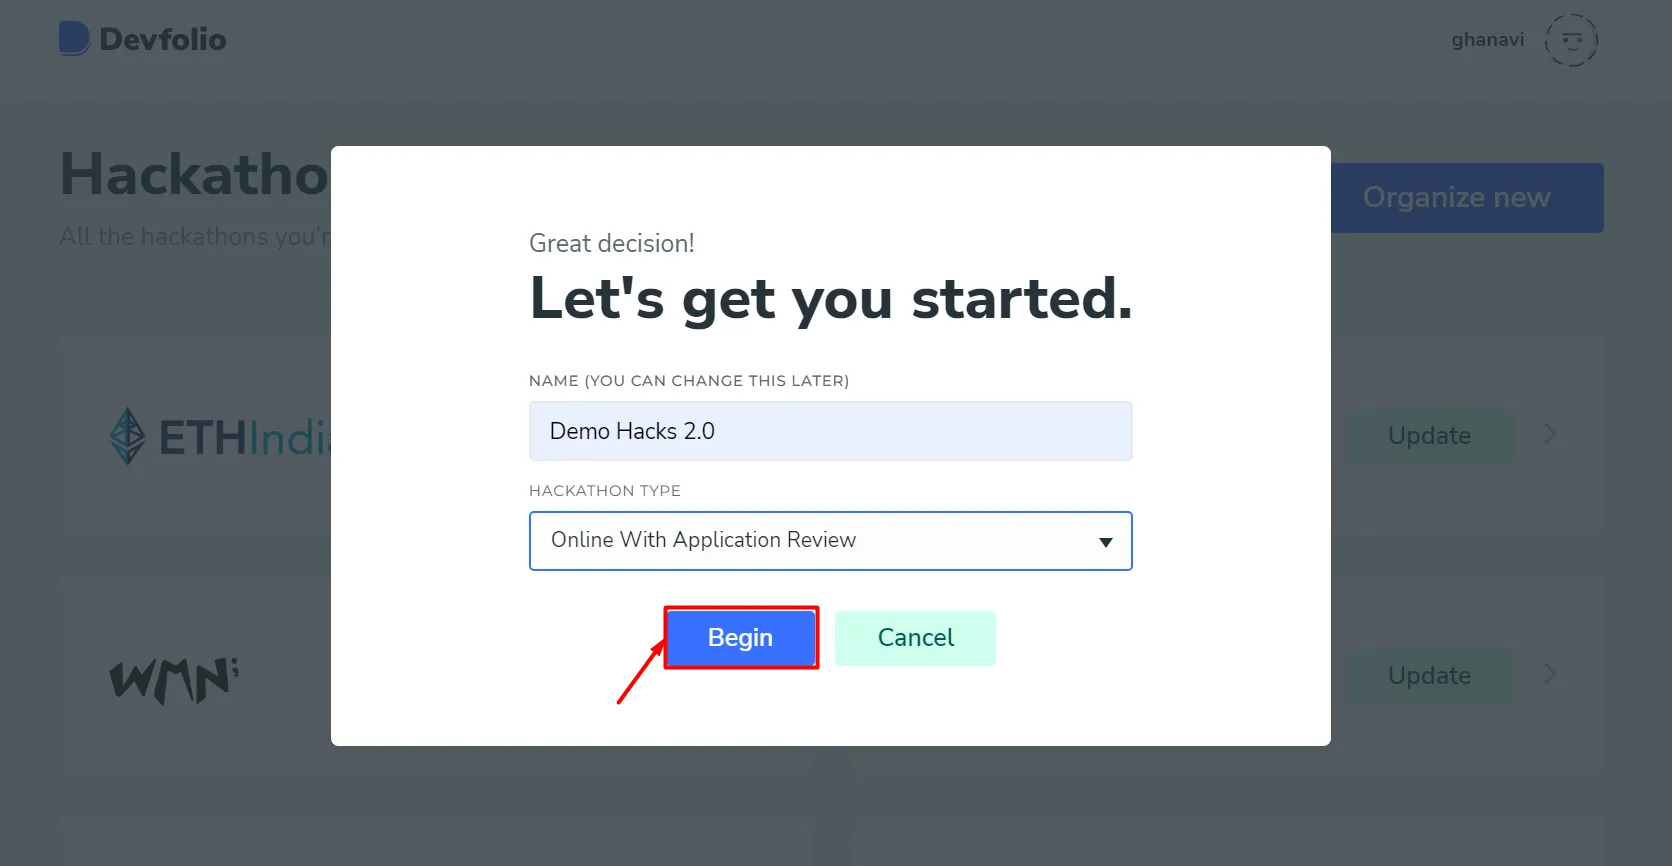 Devfolio
ghanavi
Hackatho
Organize new
All the hackathons you'r
Great decision!
Let's get you started.
NAME (YOU CAN CHANGE THIS LATER)
Demo Hacks 2.0
ETHIndia
Update
HACKATHON TYPE
Online With Application Review
Begin
Cancel
WMN;
Update